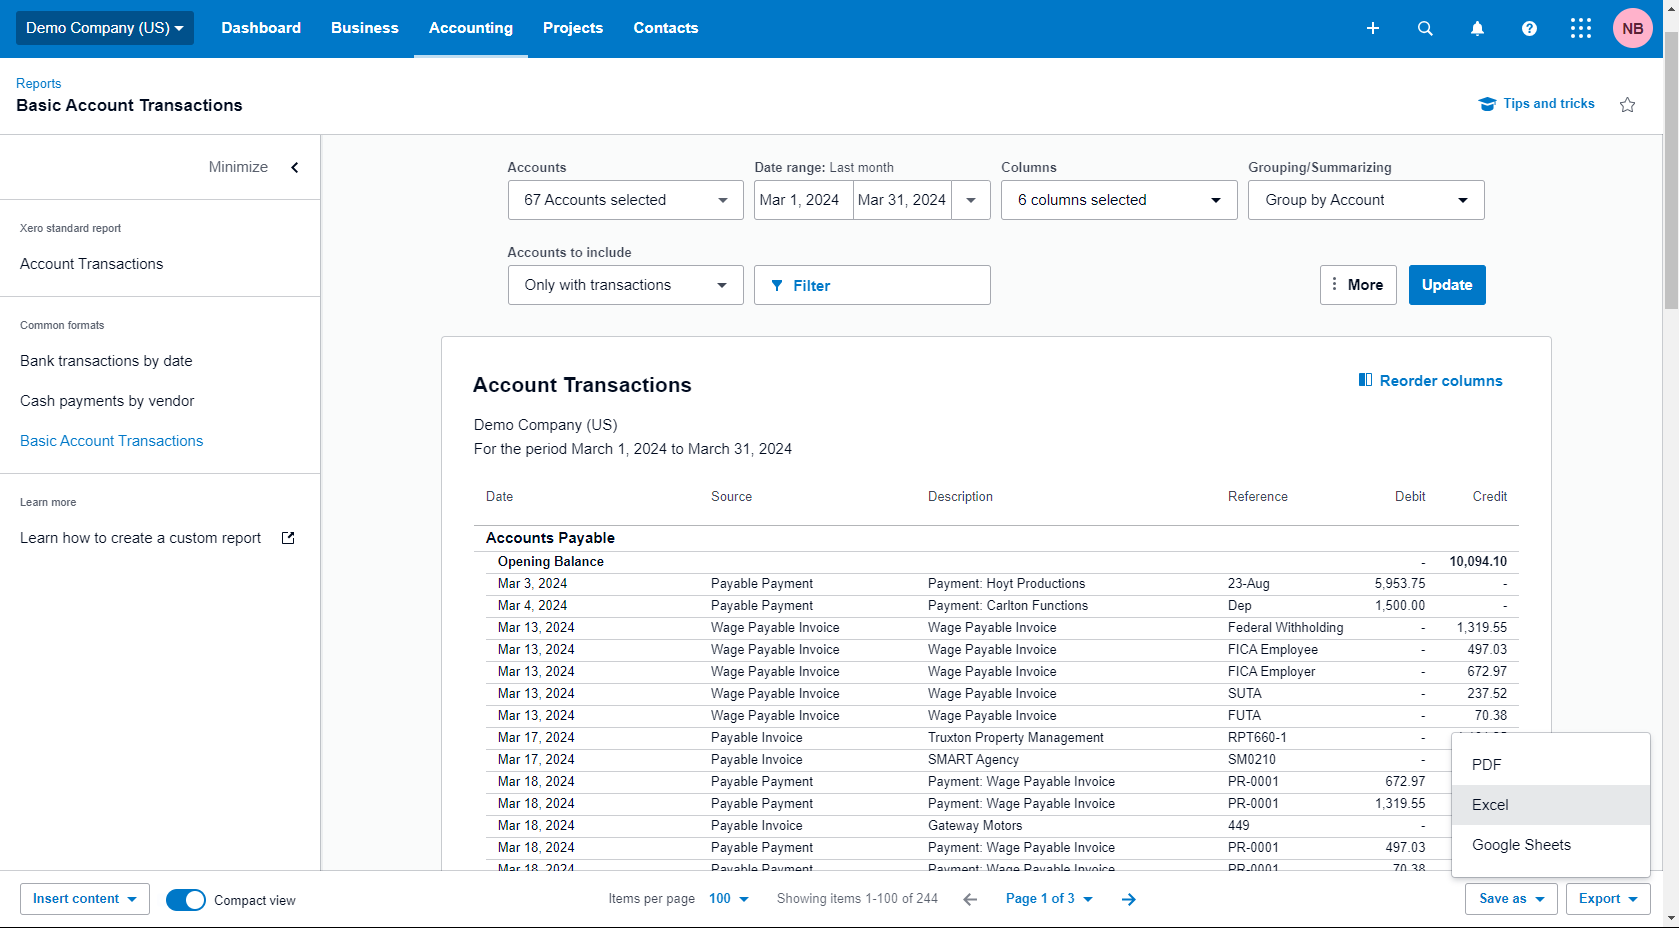 Demo Company (US) Dashboard Business Accounting Projects Contacts NB
Reports
Basic Account Transactions
Tips and tricks
Minimize
Xero standard report
Account Transactions
Common formats
Bank transactions by date
Cash payments by vendor
Basic Account Transactions
Learn more
Learn how to create a custom report
Accounts Date range: Last month Columns Grouping/Summarizing
67 Accounts selected Mar 1, 2024 Mar 31, 2024 6 columns selected Group by Account
Accounts to include
Only with transactions Filter More Update
Account Transactions
Reorder columns
Demo Company (US)
For the period March 1, 2024 to March 31, 2024
Date Source Description Reference Debit Credit
Accounts Payable
Opening Balance - 10,094.10
Mar 3, 2024 Payable Payment Payment: Hoyt Productions 23-Aug 5,953.75 -
Mar 4, 2024 Payable Payment Payment: Carlton Functions Dep 1,500.00 -
Mar 13, 2024 Wage Payable Invoice Wage Payable Invoice Federal Withholding - 1,319.55
Mar 13, 2024 Wage Payable Invoice Wage Payable Invoice FICA Employee - 497.03
Mar 13, 2024 Wage Payable Invoice Wage Payable Invoice FICA Employer - 672.97
Mar 13, 2024 Wage Payable Invoice Wage Payable Invoice SUTA - 237.52
Mar 13, 2024 Wage Payable Invoice Wage Payable Invoice FUTA - 70.38
Mar 17, 2024 Payable Invoice Truxton Property Management RPT660-1 -
Mar 17, 2024 Payable Invoice SMART Agency SM0210 -
Mar 18, 2024 Payable Payment Payment: Wage Payable Invoice PR-0001 672.97
Mar 18, 2024 Payable Payment Payment: Wage Payable Invoice PR-0001 1,319.55
Mar 18, 2024 Payable Invoice Gateway Motors 449 -
Mar 18, 2024 Payable Payment Payment: Wage Payable Invoice PR-0001 497.03
Mar 18, 2024 Payable Payment Payment: Wage Payable Invoice PR-0001 70.38
PDF
Excel
Google Sheets
Insert content Compact view Items per page 100 Showing items 1-100 of 244 Page 1 of 3 Save as Export